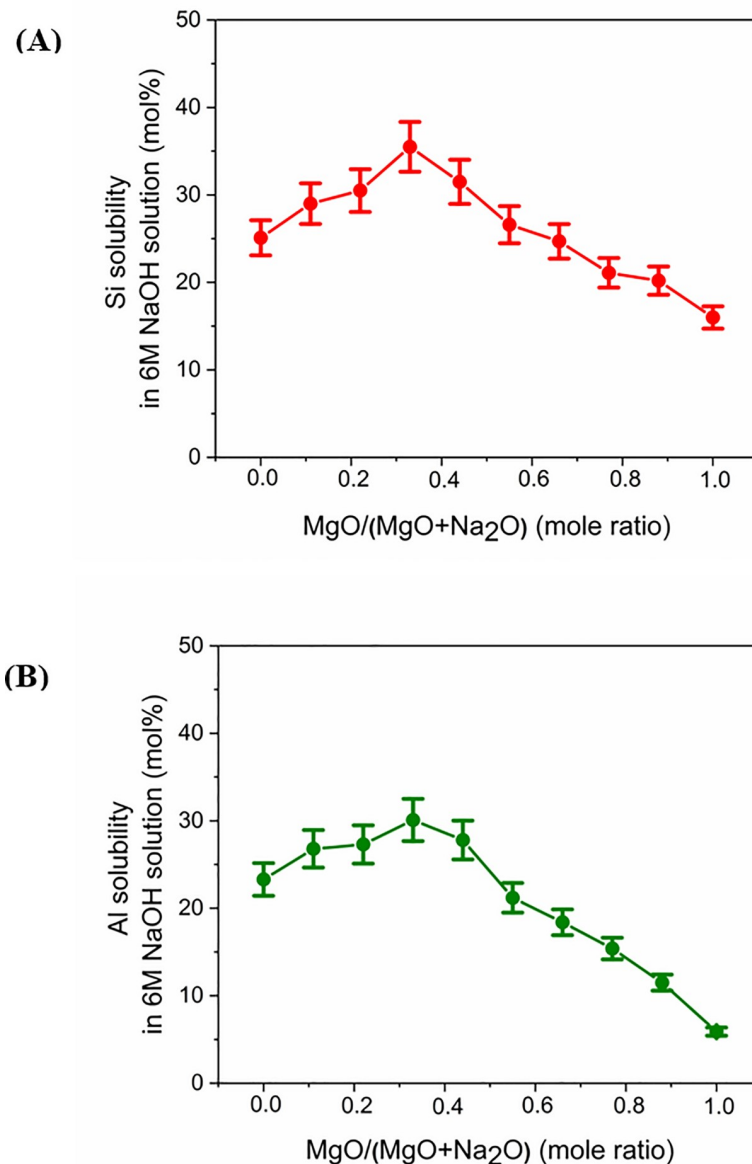 (A)
50
40
30
20
10
0
Si solubility
in 6M NaOH solution (mol%)
0.0 0.2 0.4 0.6 0.8 1.0
MgO/(MgO+Na2O) (mole ratio)
(B)
50
40
30
20
10
0
Al solubility
in 6M NaOH solution (mol%)
0.0 0.2 0.4 0.6 0.8 1.0
MgO/(MgO+Na2O) (mole ratio)